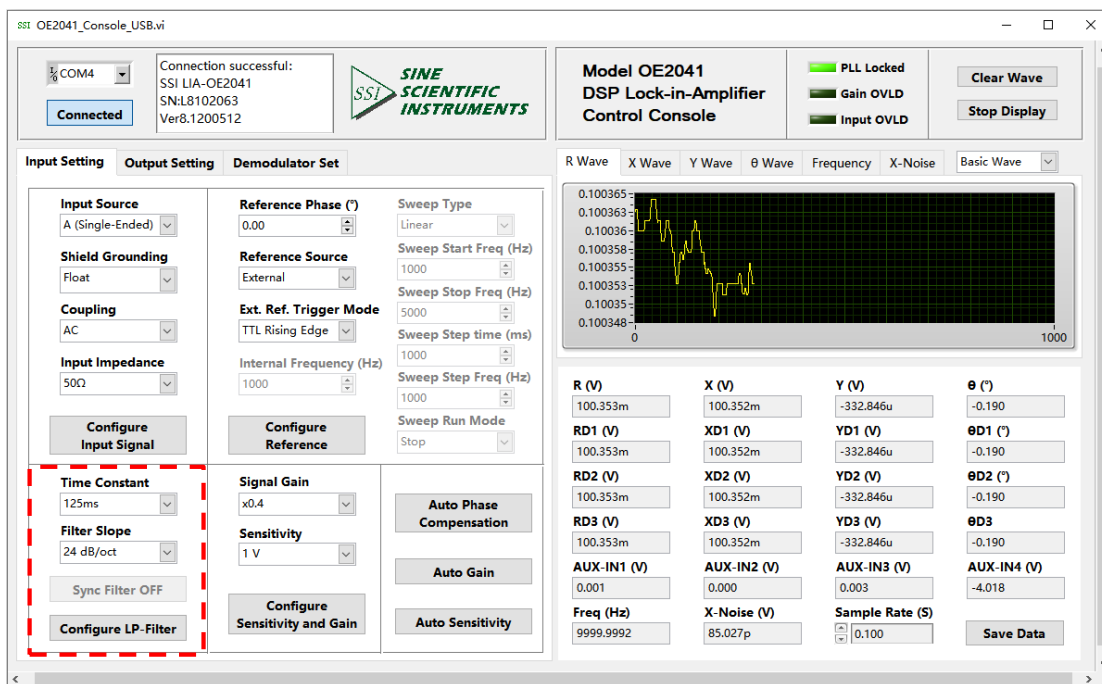 SSI OE2041_Console_USB.vi
COM4
Connected
Connection successful:
SSI LIA-OE2041
SN:L8102063
Ver8.1200512
SSI
SINE
SCIENTIFIC
INSTRUMENTS
Model OE2041
DSP Lock-in-Amplifier
Control Console
PLL Locked
Gain OVLD
Input OVLD
Clear Wave
Stop Display
Input Setting
Output Setting
Demodulator Set
Input Source
A (Single-Ended)
Shield Grounding
Float
Coupling
AC
Input Impedance
50Ω
Configure
Input Signal
Reference Phase (°)
0.00
Reference Source
External
Ext. Ref. Trigger Mode
TTL Rising Edge
Internal Frequency (Hz)
1000
Configure
Reference
Sweep Type
Linear
Sweep Start Freq (Hz)
1000
Sweep Stop Freq (Hz)
5000
Sweep Step time (ms)
1000
Sweep Step Freq (Hz)
1000
Sweep Run Mode
Stop
Time Constant
125ms
Filter Slope
24 dB/oct
Sync Filter OFF
Configure LP-Filter
Signal Gain
x0.4
Sensitivity
1 V
Configure
Sensitivity and Gain
Auto Phase
Compensation
Auto Gain
Auto Sensitivity
R Wave X Wave Y Wave θ Wave Frequency X-Noise Basic Wave
0.100365
0.100363
0.10036
0.100358
0.100355
0.100353
0.10035
0.100348
0 1000
R (V) X (V) Y (V) θ (°)
100.353m 100.352m -332.846u -0.190
RD1 (V) XD1 (V) YD1 (V) θD1 (°)
100.353m 100.352m -332.846u -0.190
RD2 (V) XD2 (V) YD2 (V) θD2 (°)
100.353m 100.352m -332.846u -0.190
RD3 (V) XD3 (V) YD3 (V) θD3
100.353m 100.352m -332.846u -0.190
AUX-IN1 (V) AUX-IN2 (V) AUX-IN3 (V) AUX-IN4 (V)
0.001 0.000 0.003 -4.018
Freq (Hz) X-Noise (V) Sample Rate (S)
9999.9992 85.027p 0.100 Save Data